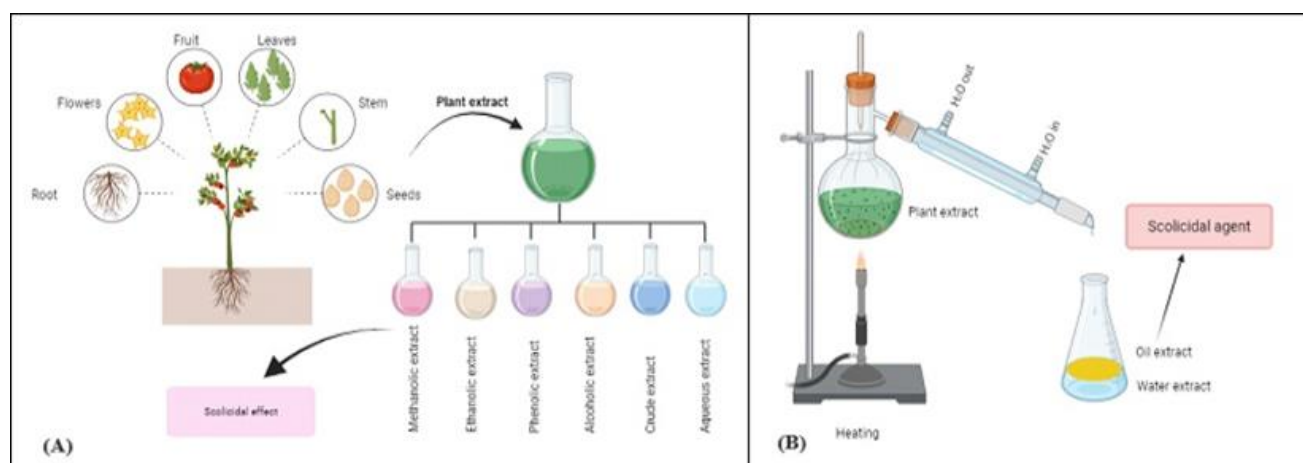 Fruit
Leaves
Flowers
Stem
Root
Seeds
Plant extract
Methanolic extract
Ethanolic extract
Phenolic extract
Alcoholic extract
Crude extract
Aqueous extract
Scolicidal effect
(A)
H₂O out
H₂O in
Plant extract
Scolicidal agent
Oil extract
Water extract
Heating
(B)